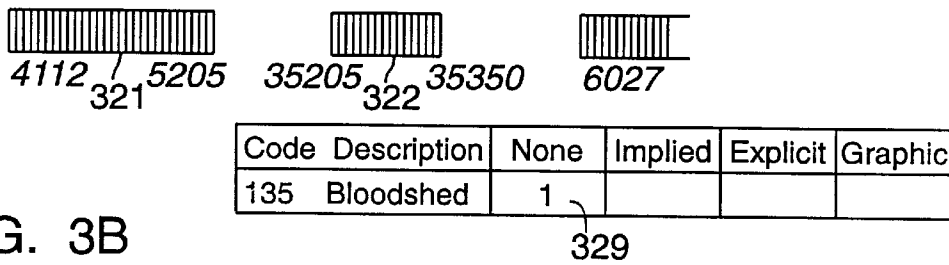 4112 321 5205 35205 322 35350 6027
Code Description None Implied Explicit Graphic
135 Bloodshed 1
329
G. 3B